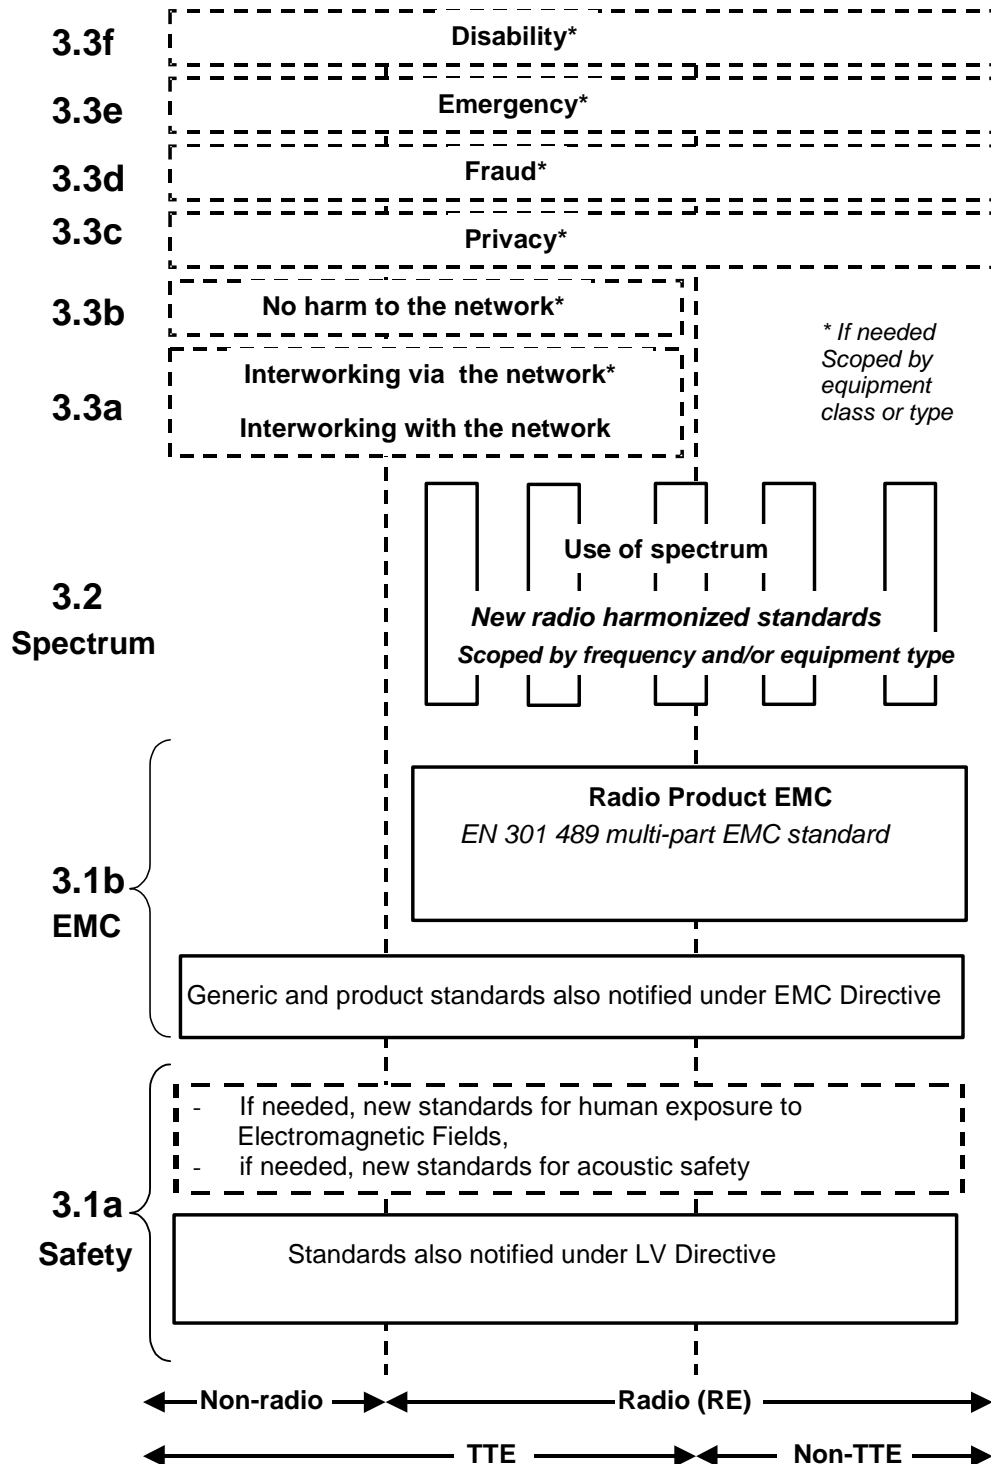 3.3f
Disability*
3.3e
Emergency*
3.3d
Fraud*
3.3c
Privacy*
3.3b
No harm to the network*
* If needed
Scoped by
equipment
class or type
3.3a
Interworking via the network*
Interworking with the network
3.2
Spectrum
Use of spectrum
New radio harmonized standards
Scoped by frequency and/or equipment type
3.1b
EMC
Radio Product EMC
EN 301 489 multi-part EMC standard
Generic and product standards also notified under EMC Directive
3.1a
Safety
- If needed, new standards for human exposure to
Electromagnetic Fields,
- if needed, new standards for acoustic safety
Standards also notified under LV Directive
Non-radio
Radio (RE)
TTE
Non-TTE